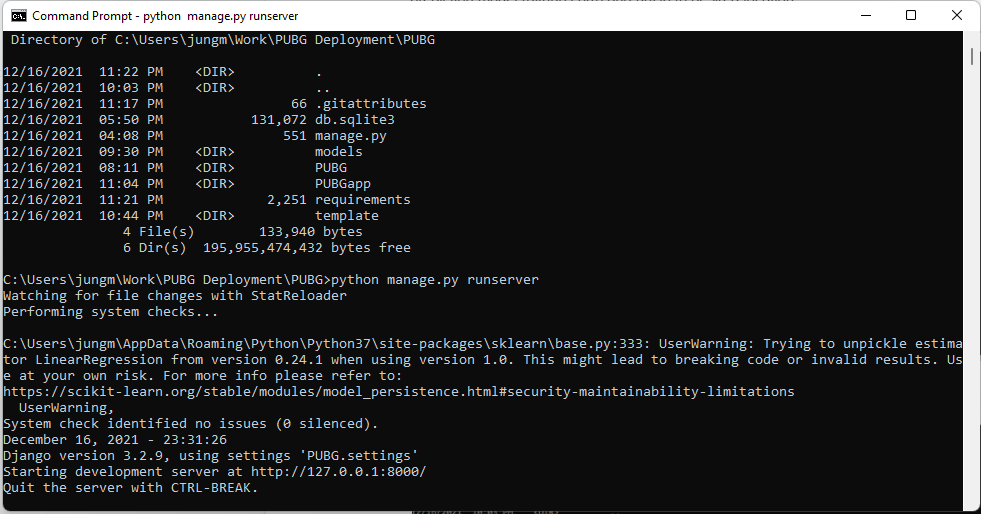 Command Prompt - python  manage.py runserver
 Directory of C:\Users\jungm\Work\PUBG Deployment\PUBG
12/16/2021  11:22 PM    <DIR>          .
12/16/2021  10:03 PM    <DIR>          ..
12/16/2021  11:17 PM                66 .gitattributes
12/16/2021  05:50 PM           131,072 db.sqlite3
12/16/2021  04:08 PM               551 manage.py
12/16/2021  09:30 PM    <DIR>          models
12/16/2021  08:11 PM    <DIR>          PUBG
12/16/2021  11:04 PM    <DIR>          PUBGapp
12/16/2021  11:21 PM             2,251 requirements
12/16/2021  10:44 PM    <DIR>          template
               4 File(s)        133,940 bytes
               6 Dir(s)  195,955,474,432 bytes free
C:\Users\jungm\Work\PUBG Deployment\PUBG>python manage.py runserver
Watching for file changes with StatReloader
Performing system checks...
C:\Users\jungm\AppData\Roaming\Python\Python37\site-packages\sklearn\base.py:333: UserWarning: Trying to unpickle estima
tor LinearRegression from version 0.24.1 when using version 1.0. This might lead to breaking code or invalid results. Us
e at your own risk. For more info please refer to:
https://scikit-learn.org/stable/modules/model_persistence.html#security-maintainability-limitations
  UserWarning,
System check identified no issues (0 silenced).
December 16, 2021 - 23:31:26
Django version 3.2.9, using settings 'PUBG.settings'
Starting development server at http://127.0.0.1:8000/
Quit the server with CTRL-BREAK.